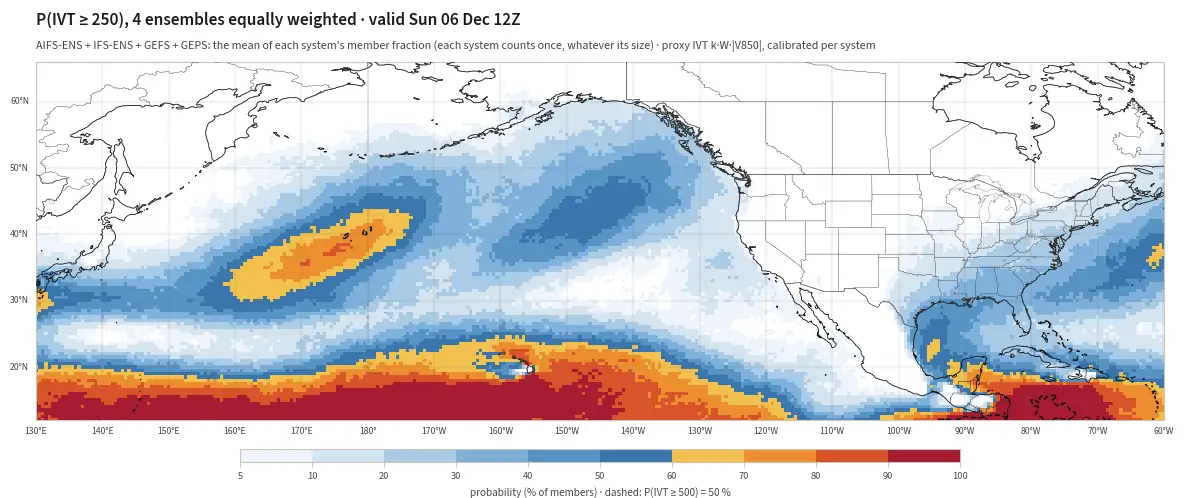 P(IVT ≥ 250), 4 ensembles equally weighted · valid Sun 06 Dec 12Z
AIFS-ENS + IFS-ENS + GEFS + GEPS: the mean of each system's member fraction (each system counts once, whatever its size) · proxy IVT k·W·|V850|, calibrated per system
60°N
50°N
40°N
30°N
20°N
130°E 140°E 150°E 160°E 170°E 180° 170°W 160°W 150°W 140°W 130°W 120°W 110°W 100°W 90°W 80°W 70°W 60°W
5 10 20 30 40 50 60 70 80 90 100
probability (% of members) · dashed: P(IVT ≥ 500) = 50 %